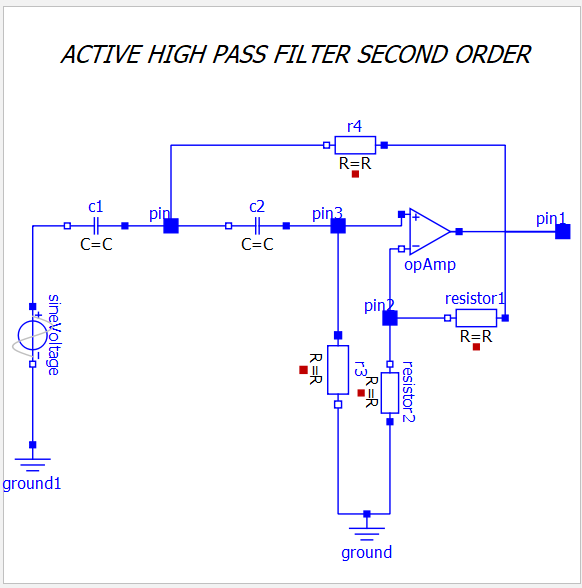 ACTIVE HIGH PASS FILTER SECOND ORDER
r4
R=R
c1
pin
c2
pin3
pin1
C=C
C=C
+
−
opAmp
sineVoltage
+
−
pin2
resistor1
R=R
R=R
r3
R=R
resistor2
ground1
ground